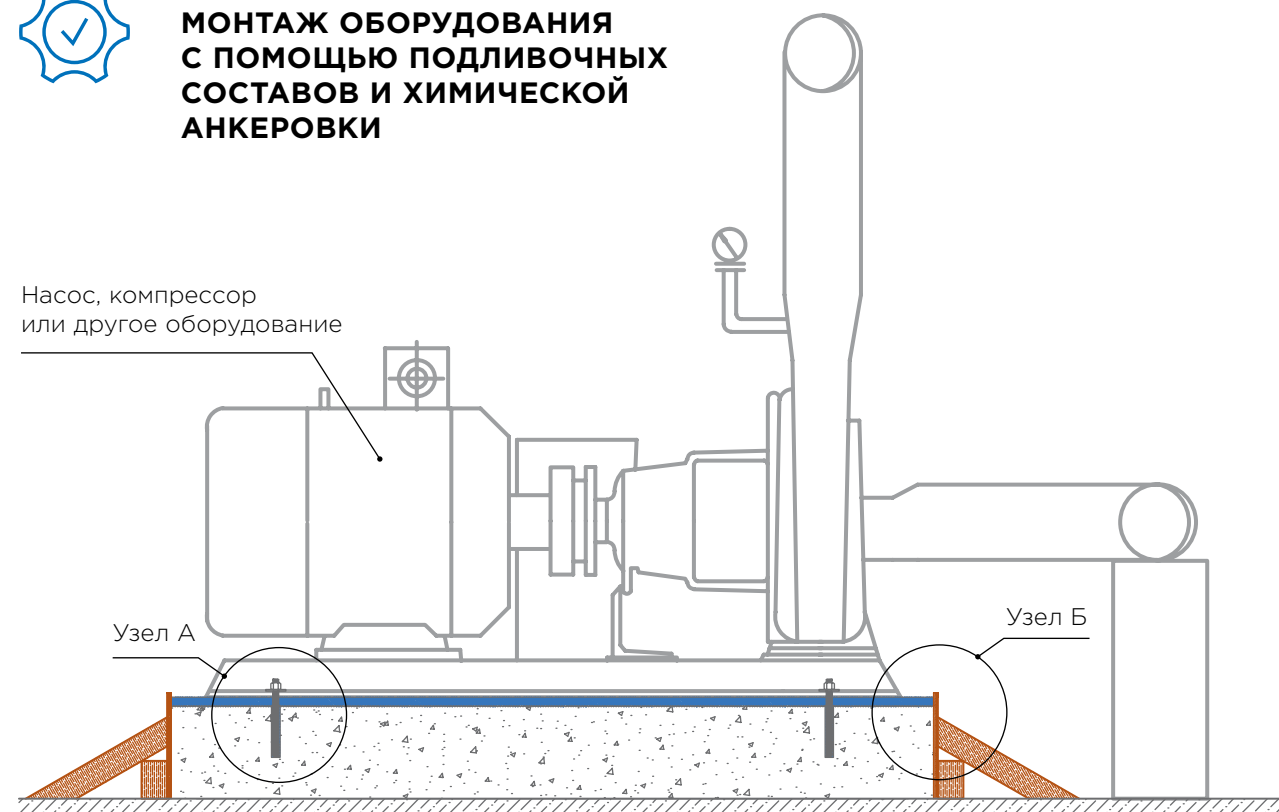 МОНТАЖ ОБОРУДОВАНИЯ
С ПОМОЩЬЮ ПОДЛИВОЧНЫХ
СОСТАВОВ И ХИМИЧЕСКОЙ
АНКЕРОВКИ
Насос, компрессор
или другое оборудование
Узел А
Узел Б